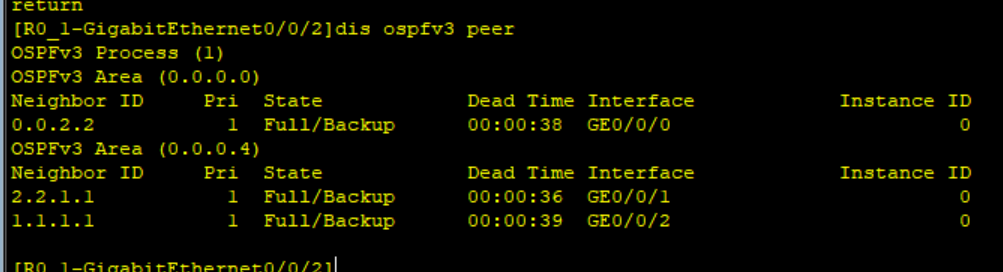 return
[R0_1-GigabitEthernet0/0/2]dis ospfv3 peer
OSPFv3 Process (1)
OSPFv3 Area (0.0.0.0)
Neighbor ID     Pri  State            Dead Time Interface            Instance ID
0.0.2.2           1  Full/Backup      00:00:38  GE0/0/0                        0
OSPFv3 Area (0.0.0.4)
Neighbor ID     Pri  State            Dead Time Interface            Instance ID
2.2.1.1           1  Full/Backup      00:00:36  GE0/0/1                        0
1.1.1.1           1  Full/Backup      00:00:39  GE0/0/2                        0
[R0_1-GigabitEthernet0/0/2]